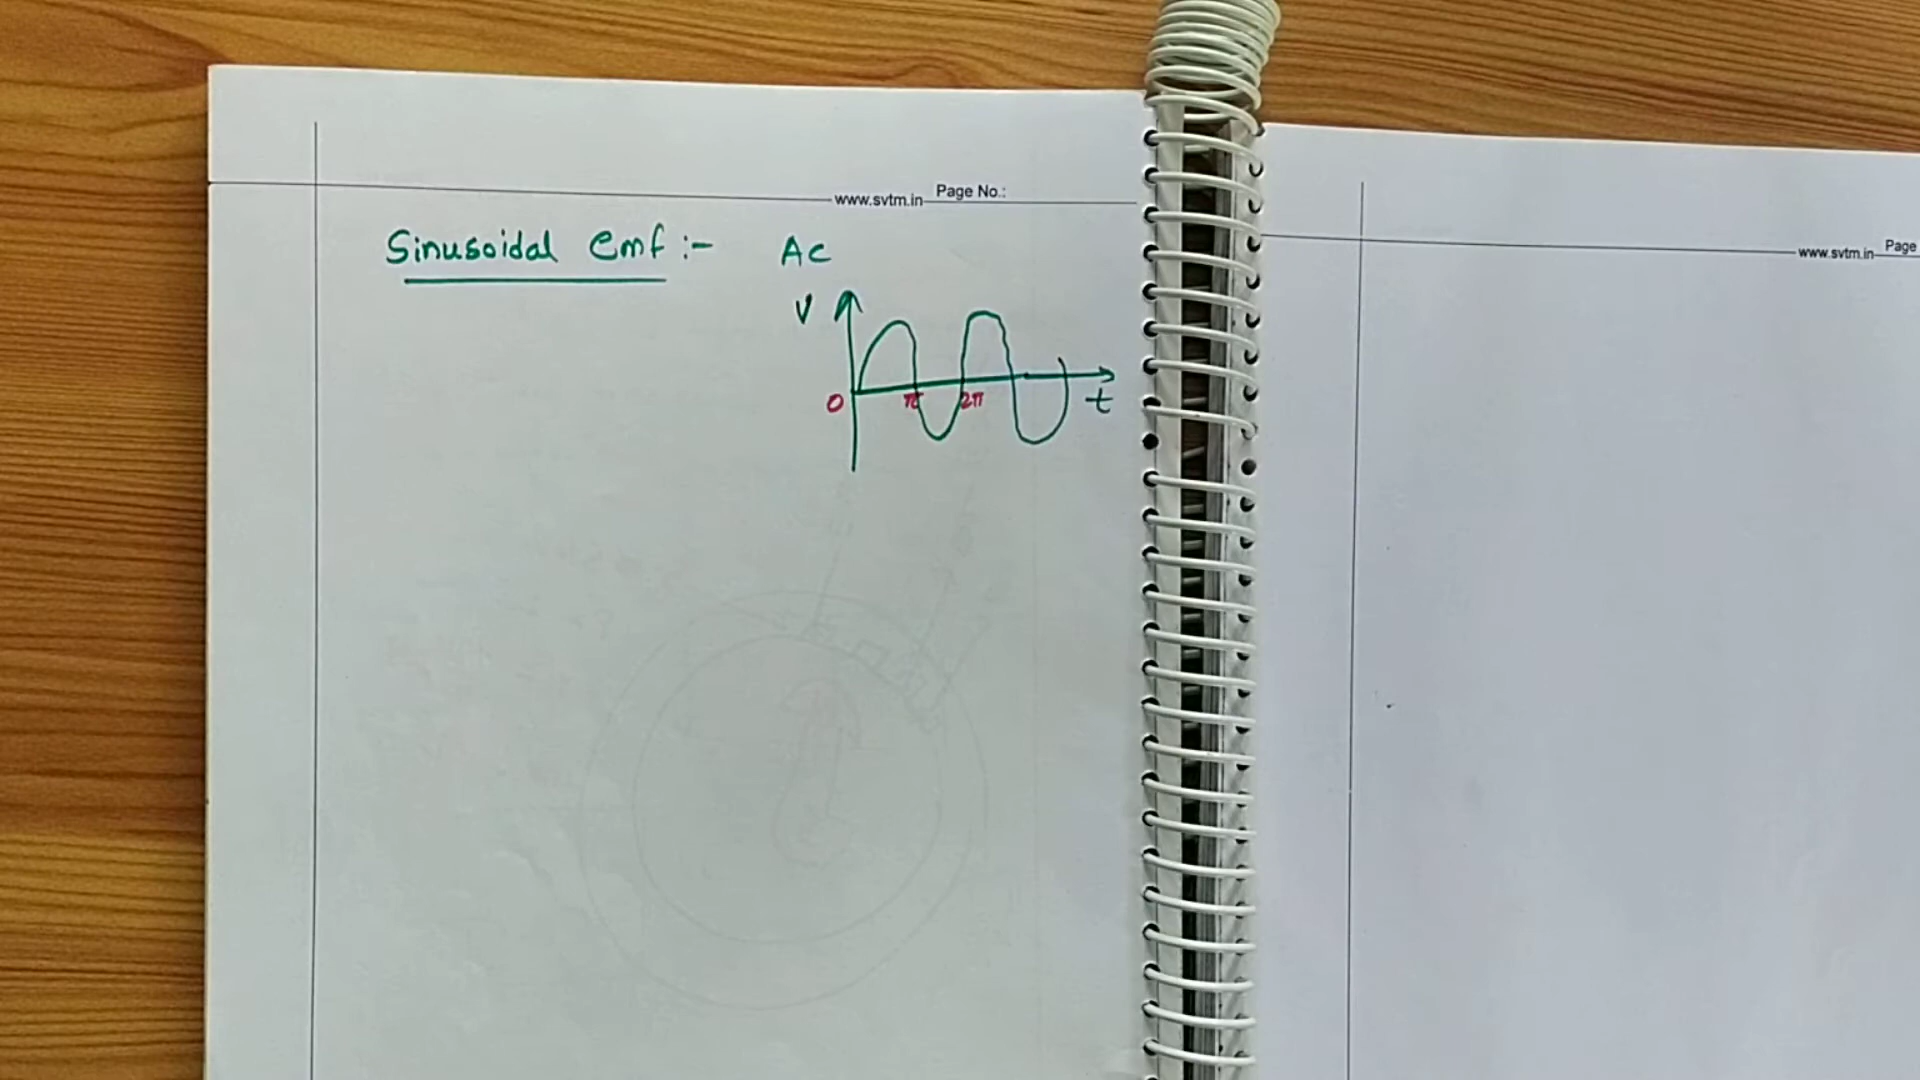 www.svtm.in Page No.:
Sinusoidal emf :- AC
V
0 π 2π t
www.svtm.in Page